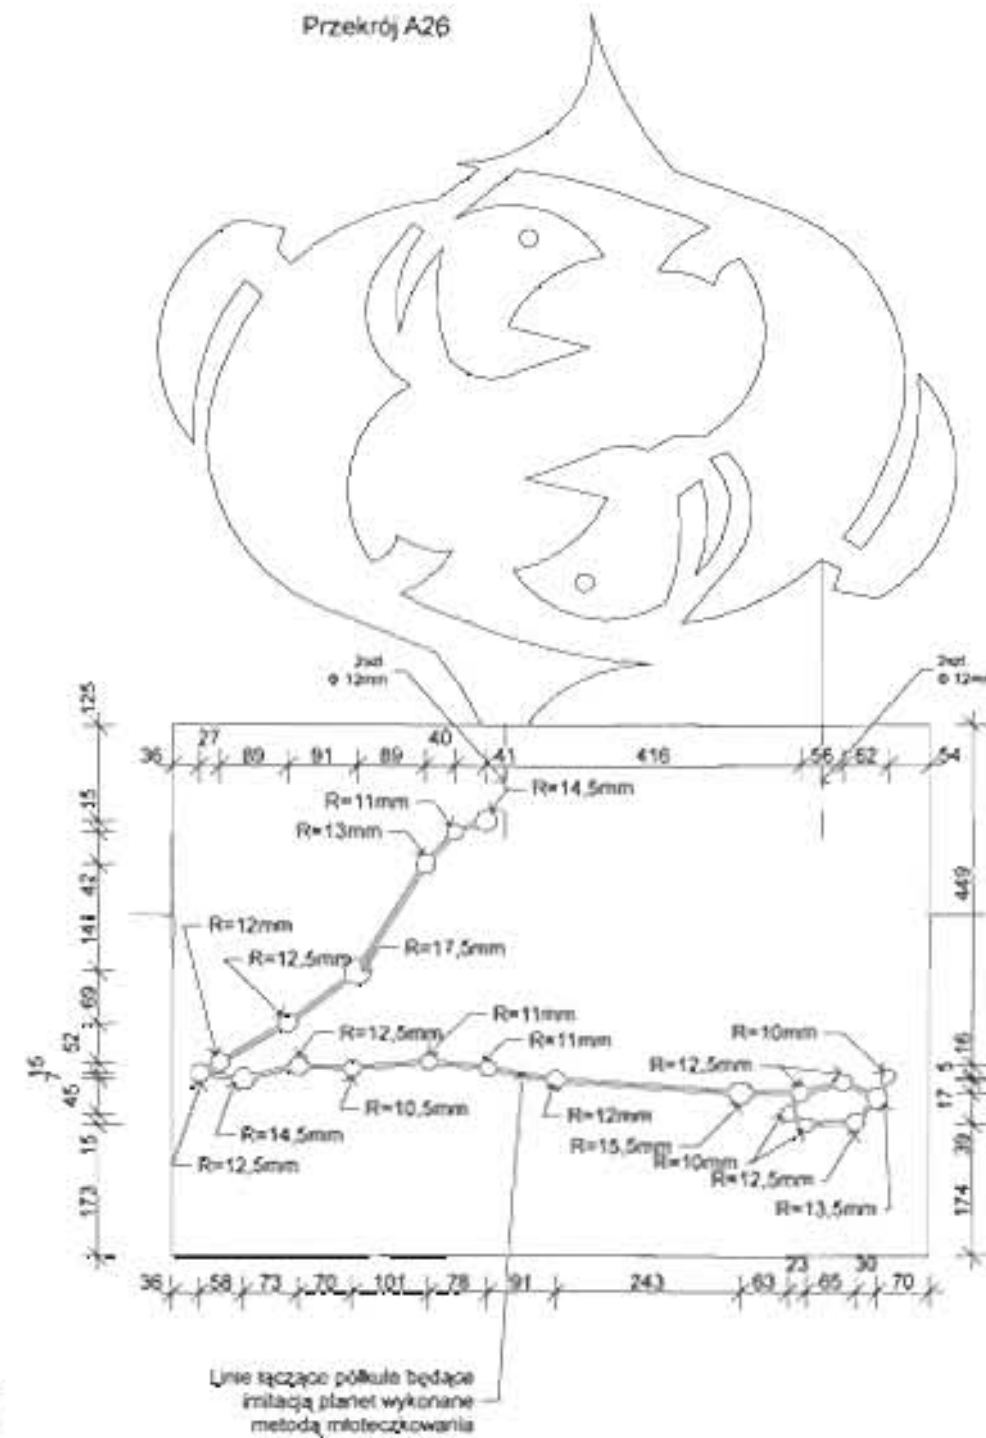 Przekrój A26
2szt.
Φ 12mm
2szt.
125
27
40
36
89
91
89
41
416
56
62
54
R=14,5mm
R=11mm
R=13mm
15
42
449
R=12mm
R=12,5mm
R=17,5mm
69
52
R=11mm
R=12,5mm
R=11mm
R=10mm
R=12,5mm
16
5
15
7
45
R=10,5mm
R=12mm
17
R=14,5mm
R=15,5mm
R=10mm
39
15
R=12,5mm
R=12,5mm
R=13,5mm
173
174
23
30
36
58
73
70
101
78
91
243
63
65
70
Linie łączące półkule będące
imitacją planet wykonane
metodą młoteczkowania